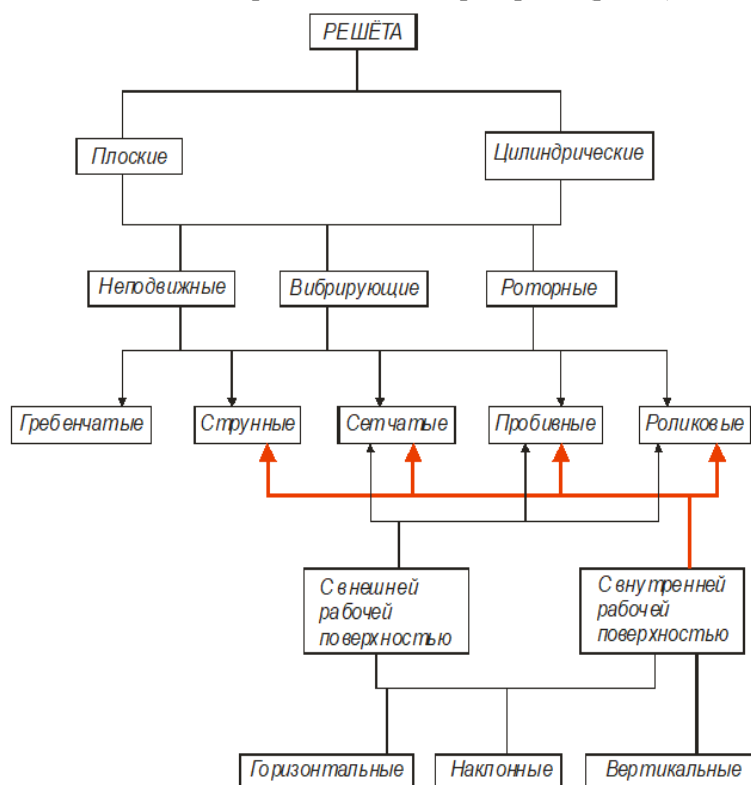 РЕШЁТА
Плоские
Цилиндрические
Неподвижные
Вибрирующие
Роторные
Гребенчатые
Струнные
Сетчатые
Пробивные
Роликовые
С внешней
рабочей
поверхностью
С внутренней
рабочей
поверхностью
Горизонтальные
Наклонные
Вертикальные